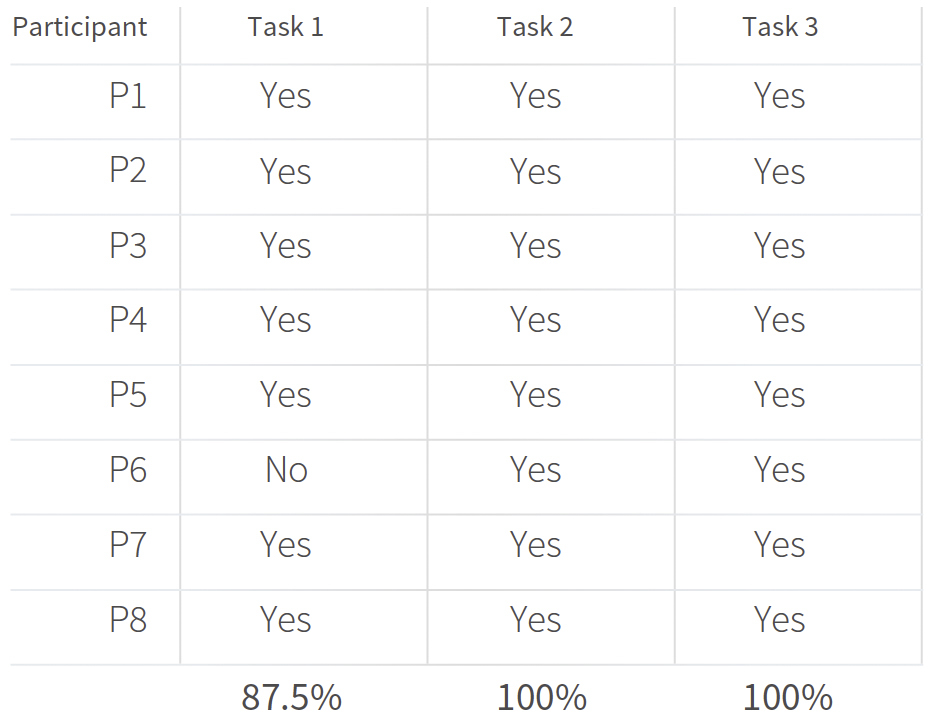 Participant Task 1 Task 2 Task 3
P1 Yes Yes Yes
P2 Yes Yes Yes
P3 Yes Yes Yes
P4 Yes Yes Yes
P5 Yes Yes Yes
P6 No Yes Yes
P7 Yes Yes Yes
P8 Yes Yes Yes
87.5% 100% 100%